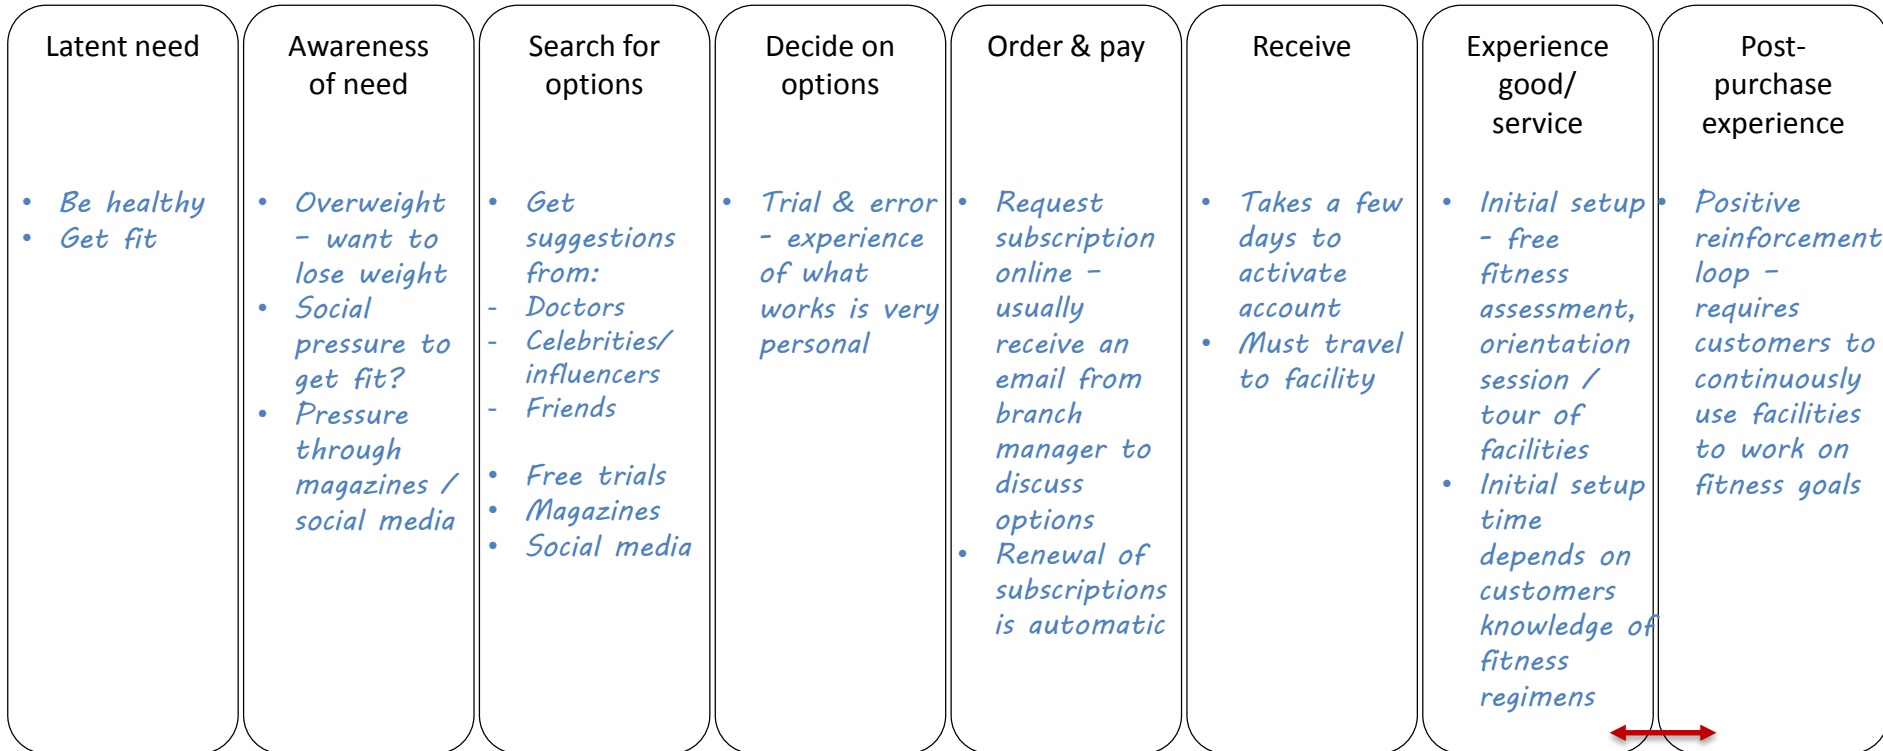 Latent need
• Be healthy
• Get fit
Awareness
of need
• Overweight
– want to
lose weight
• Social
pressure to
get fit?
• Pressure
through
magazines /
social media
Search for
options
• Get
suggestions
from:
- Doctors
- Celebrities/
influencers
- Friends
• Free trials
• Magazines
• Social media
Decide on
options
• Trial & error
- experience
of what
works is very
personal
Order & pay
• Request
subscription
online –
usually
receive an
email from
branch
manager to
discuss
options
• Renewal of
subscriptions
is automatic
Receive
• Takes a few
days to
activate
account
• Must travel
to facility
Experience
good/
service
• Initial setup
- free
fitness
assessment,
orientation
session /
tour of
facilities
• Initial setup
time
depends on
customers
knowledge of
fitness
regimens
Post-
purchase
experience
• Positive
reinforcement
loop –
requires
customers to
continuously
use facilities
to work on
fitness goals